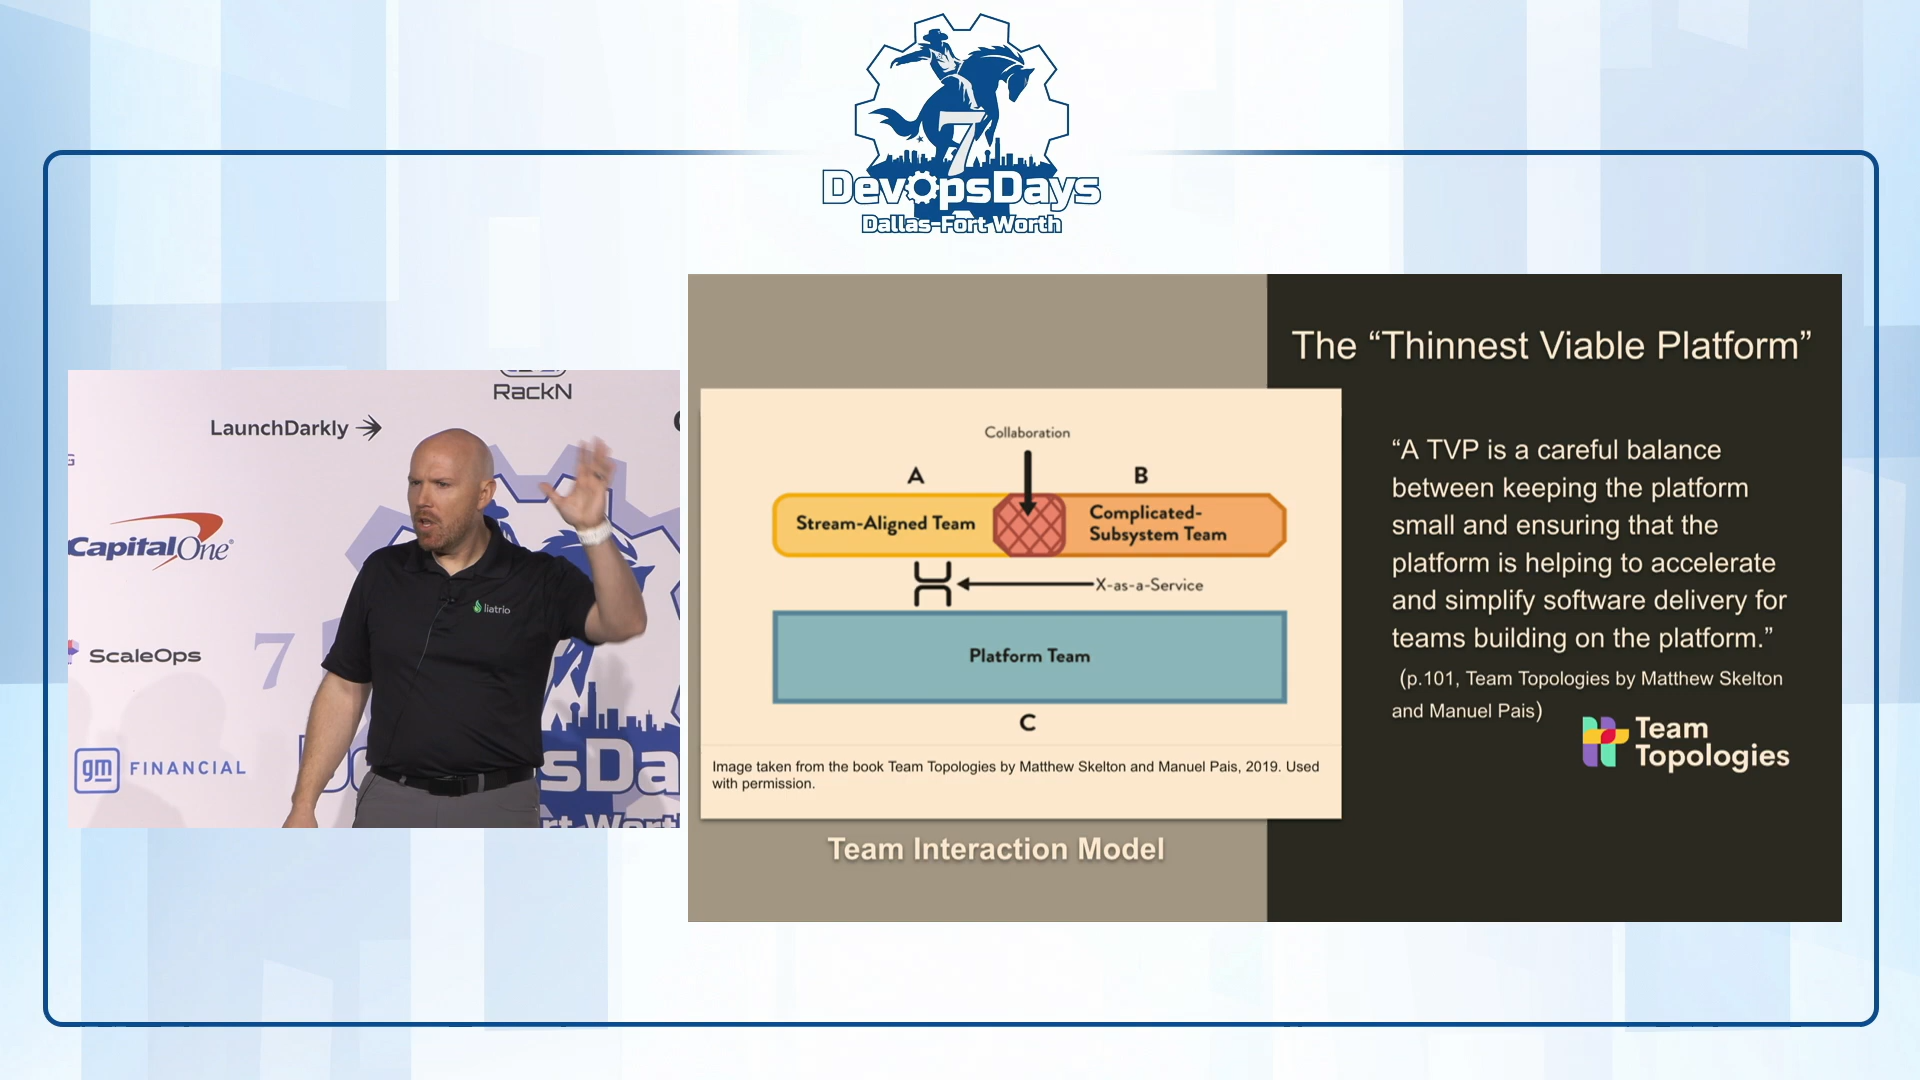 7
DevOpsDays
Dallas-Fort Worth
RackN
LaunchDarkly
CapitalOne
liatrio
7
ScaleOps
gm FINANCIAL
sDa
The “Thinnest Viable Platform”
Collaboration
A
B
Stream-Aligned Team
Complicated-
Subsystem Team
X-as-a-Service
Platform Team
C
Image taken from the book Team Topologies by Matthew Skelton and Manuel Pais, 2019. Used
with permission.
Team Interaction Model
“A TVP is a careful balance
between keeping the platform
small and ensuring that the
platform is helping to accelerate
and simplify software delivery for
teams building on the platform.”
(p.101, Team Topologies by Matthew Skelton
and Manuel Pais)
Team
Topologies